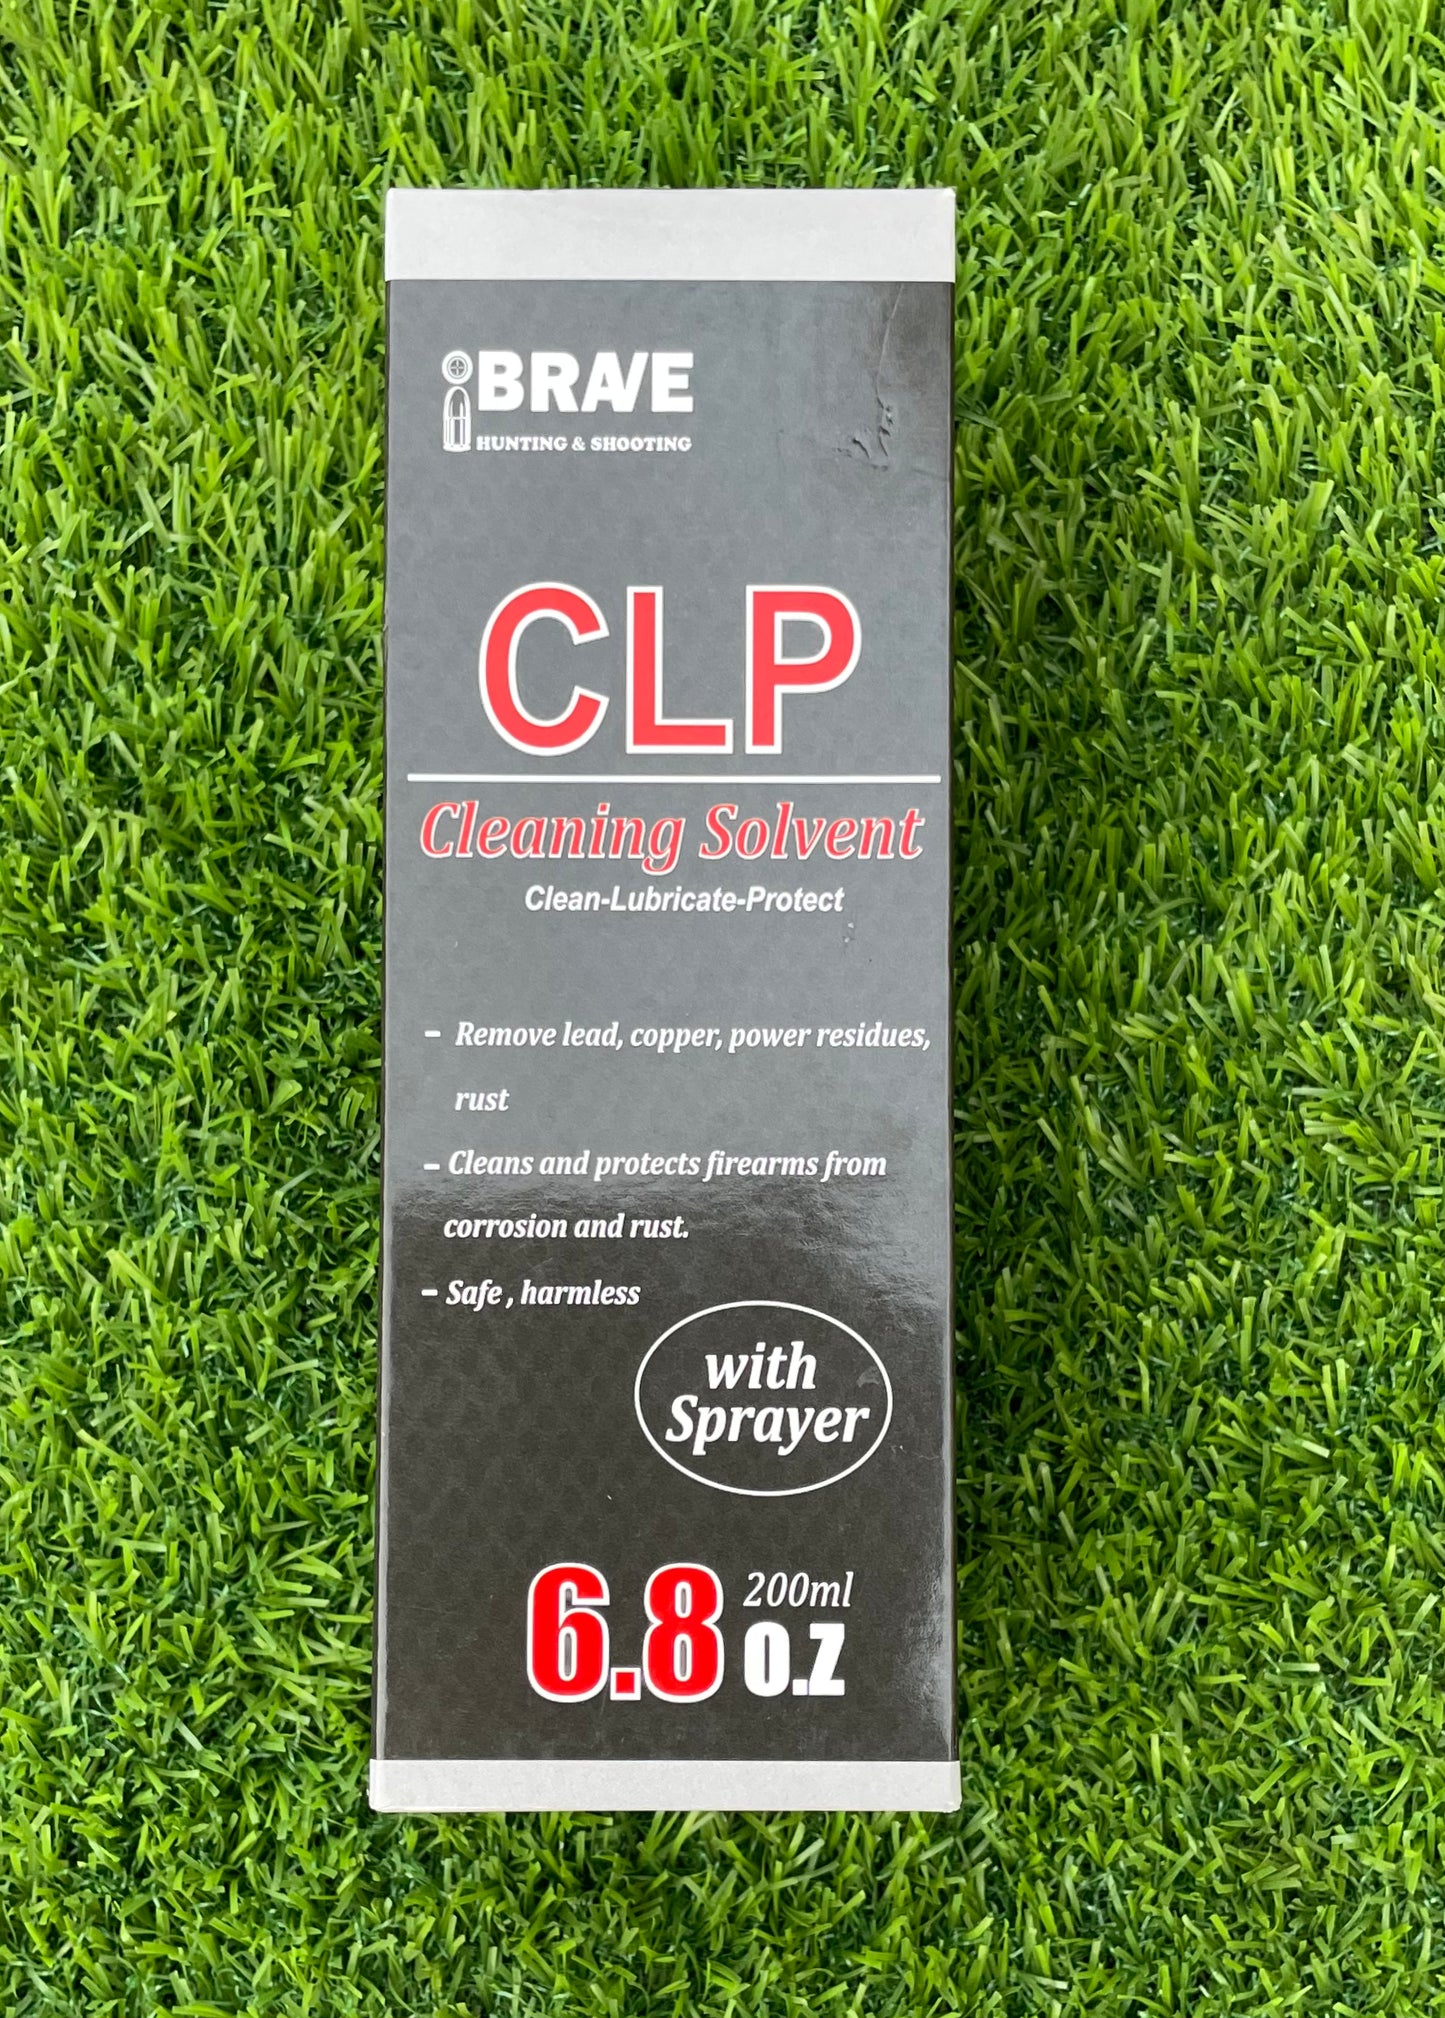 iBRAVE
HUNTING & SHOOTING
CLP
Cleaning Solvent
Clean-Lubricate-Protect
- Remove lead, copper, power residues,
rust
- Cleans and protects firearms from
corrosion and rust.
- Safe , harmless
with
Sprayer
6.8 200ml
O.Z